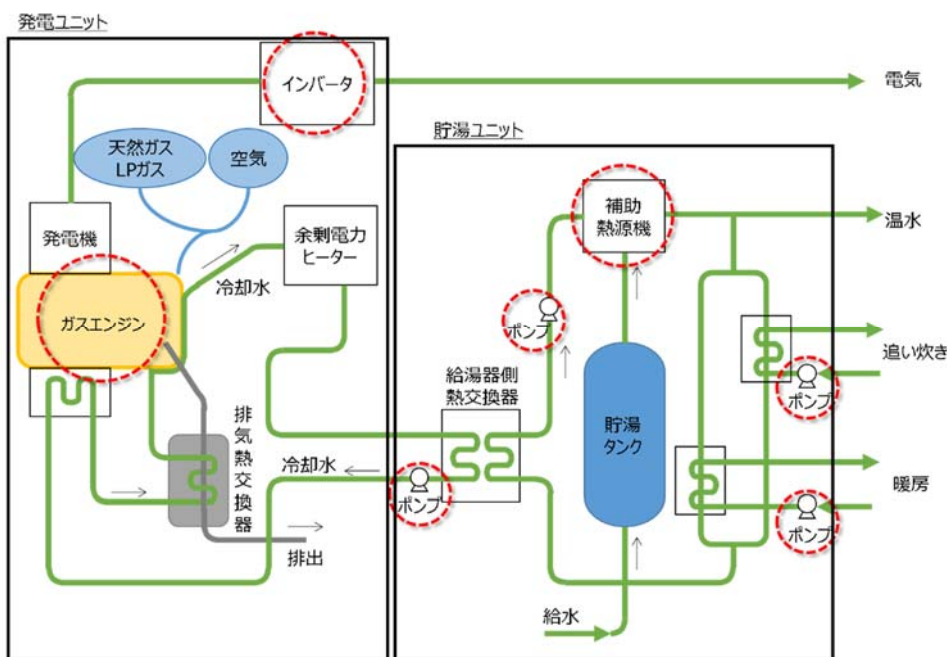 発電ユニット
インバータ
電気
天然ガス
LPガス
空気
貯湯ユニット
発電機
余剰電力
ヒーター
補助
熱源機
温水
冷却水
ガスエンジン
ポンプ
追い炊き
ポンプ
給湯器側
熱交換器
貯湯
タンク
排気熱交換器
冷却水
ポンプ
暖房
ポンプ
排出
給水